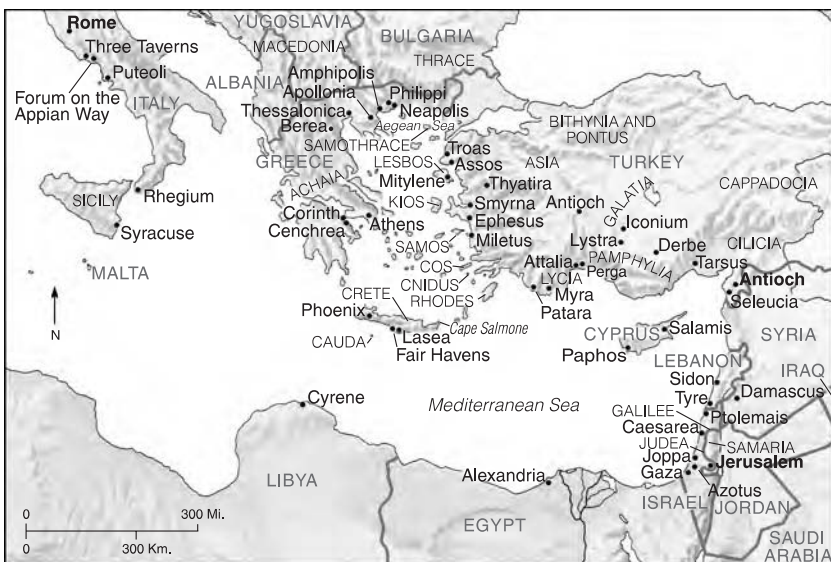 YUGOSLAVIA
BULGARIA
Rome
MACEDONIA
THRACE
Three Taverns
Amphipolis
Philippi
Puteoli
ALBANIA
Apollonia
Neapolis
Forum on the
Appian Way
ITALY
Thessalonica
Aegean Sea
BITHYNIA AND
PONTUS
Berea
SAMOTHRACE
Troas
GREECE
LESBOS
Assos
ASIA
TURKEY
Mitylene
Thyatira
CAPPADOCIA
SICILY
Rhegium
ACHAIA
KIOS
Smyrna
Antioch
GALATIA
Syracuse
Corinth
Athens
Ephesus
Iconium
Cenchrea
SAMOS
Miletus
Lystra
Derbe
CILICIA
MALTA
COS
Attalia
Perga
PAMPHYLIA
Tarsus
CNIDUS
LYCIA
Antioch
N
CRETE
RHODES
Myra
Seleucia
Phoenix
Cape Salmone
Patara
CAUDA
Lasea
CYPRUS
Salamis
SYRIA
Fair Havens
Paphos
LEBANON
IRAQ
Sidon
Damascus
Cyrene
Mediterranean Sea
Tyre
GALILEE
Ptolemais
Caesarea
JUDEA
SAMARIA
Joppa
Jerusalem
LIBYA
Alexandria
Gaza
Azotus
ISRAEL
JORDAN
0 300 Mi.
EGYPT
0 300 Km.
SAUDI
ARABIA